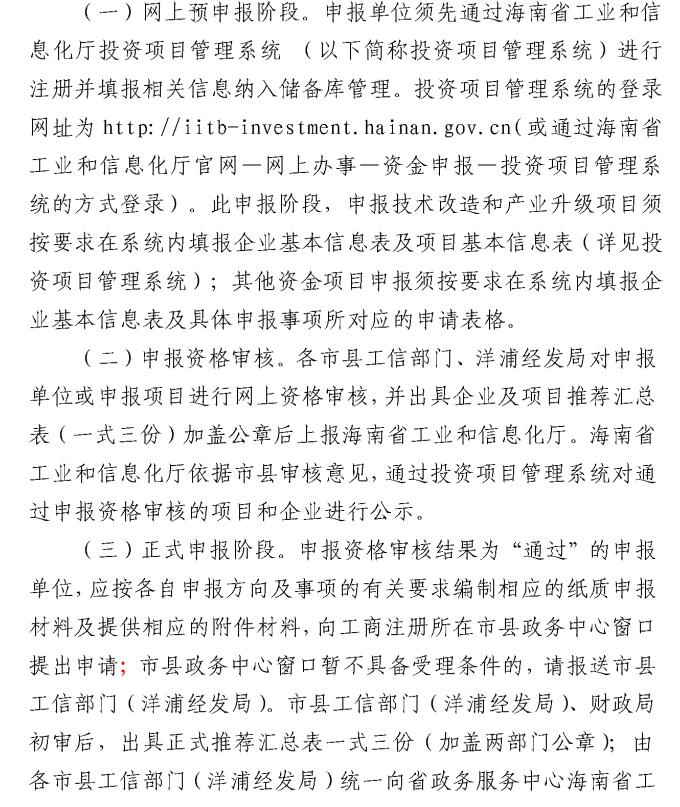 （一）网上预申报阶段。申报单位须先通过海南省工业和信
息化厅投资项目管理系统 （以下简称投资项目管理系统）进行
注册并填报相关信息纳入储备库管理。投资项目管理系统的登录
网址为 http://iitb-investment.hainan.gov.cn(或通过海南省
工业和信息化厅官网—网上办事—资金申报—投资项目管理系
统的方式登录）。此申报阶段，申报技术改造和产业升级项目须
按要求在系统内填报企业基本信息表及项目基本信息表（详见投
资项目管理系统）；其他资金项目申报须按要求在系统内填报企
业基本信息表及具体申报事项所对应的申请表格。
（二）申报资格审核。各市县工信部门、洋浦经发局对申报
单位或申报项目进行网上资格审核，并出具企业及项目推荐汇总
表（一式三份）加盖公章后上报海南省工业和信息化厅。海南省
工业和信息化厅依据市县审核意见，通过投资项目管理系统对通
过申报资格审核的项目和企业进行公示。
（三）正式申报阶段。申报资格审核结果为“通过”的申报
单位，应按各自申报方向及事项的有关要求编制相应的纸质申报
材料及提供相应的附件材料，向工商注册所在市县政务中心窗口
提出申请；市县政务中心窗口暂不具备受理条件的，请报送市县
工信部门（洋浦经发局）。市县工信部门（洋浦经发局）、财政局
初审后，出具正式推荐汇总表一式三份（加盖两部门公章）；由
各市县工信部门（洋浦经发局）统一向省政务服务中心海南省工